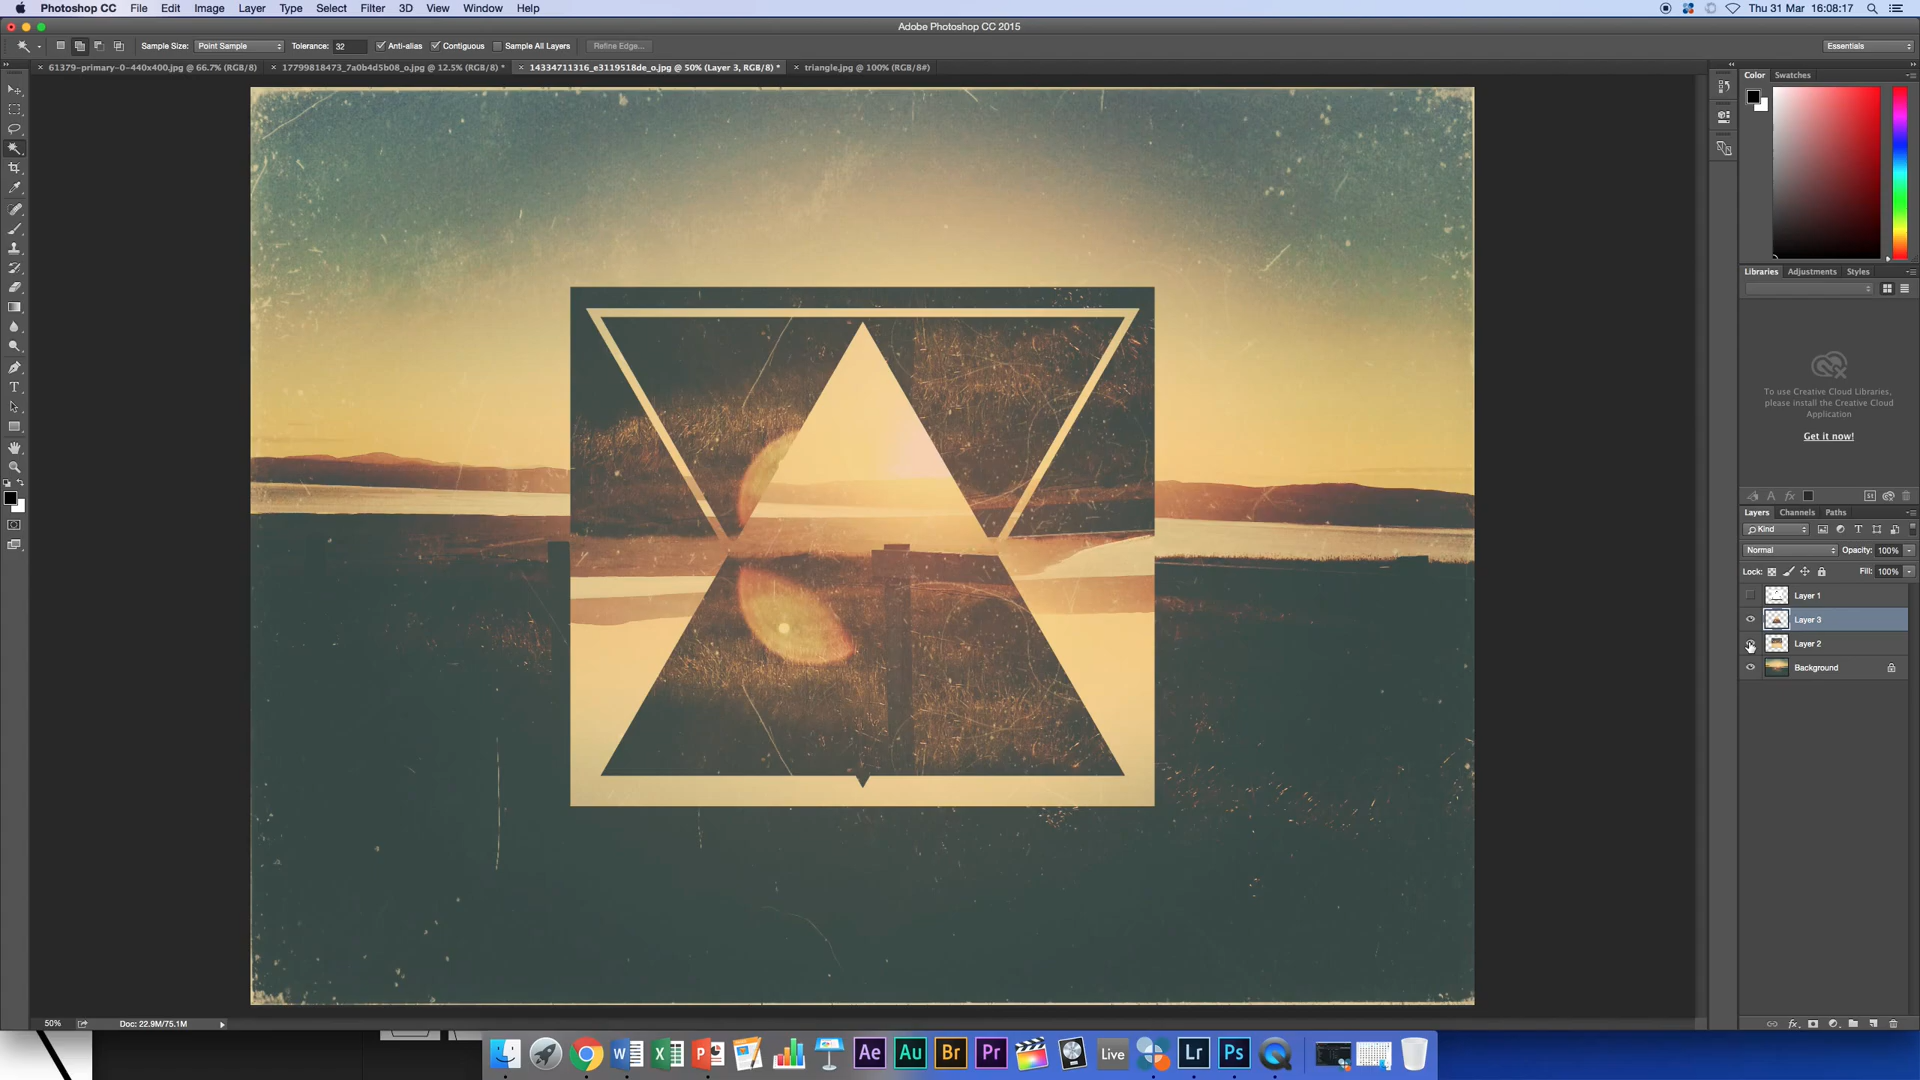 Photoshop CC File Edit Image Layer Type Select Filter 3D View Window Help Thu 31 Mar 16:08:17
Adobe Photoshop CC 2015
Sample Size: Point Sample Tolerance: 32 Anti-alias Contiguous Sample All Layers Refine Edge... Essentials
61379-primary-0-440x400.jpg @ 66.7% (RGB/8) 17799818473_7a0b4d5b08_o.jpg @ 12.5% (RGB/8) * 14334711316_e3119518de_o.jpg @ 50% (Layer 3, RGB/8) * triangle.jpg @ 100% (RGB/8#)
Color Swatches
Libraries Adjustments Styles
To use Creative Cloud Libraries,
please install the Creative Cloud
Application
Get it now!
Layers Channels Paths
Kind
Normal Opacity: 100%
Lock: Fill: 100%
Layer 1
Layer 3
Layer 2
Background
50% Doc: 22.9M/75.1M
Ae Au Br Pr Live Lr Ps